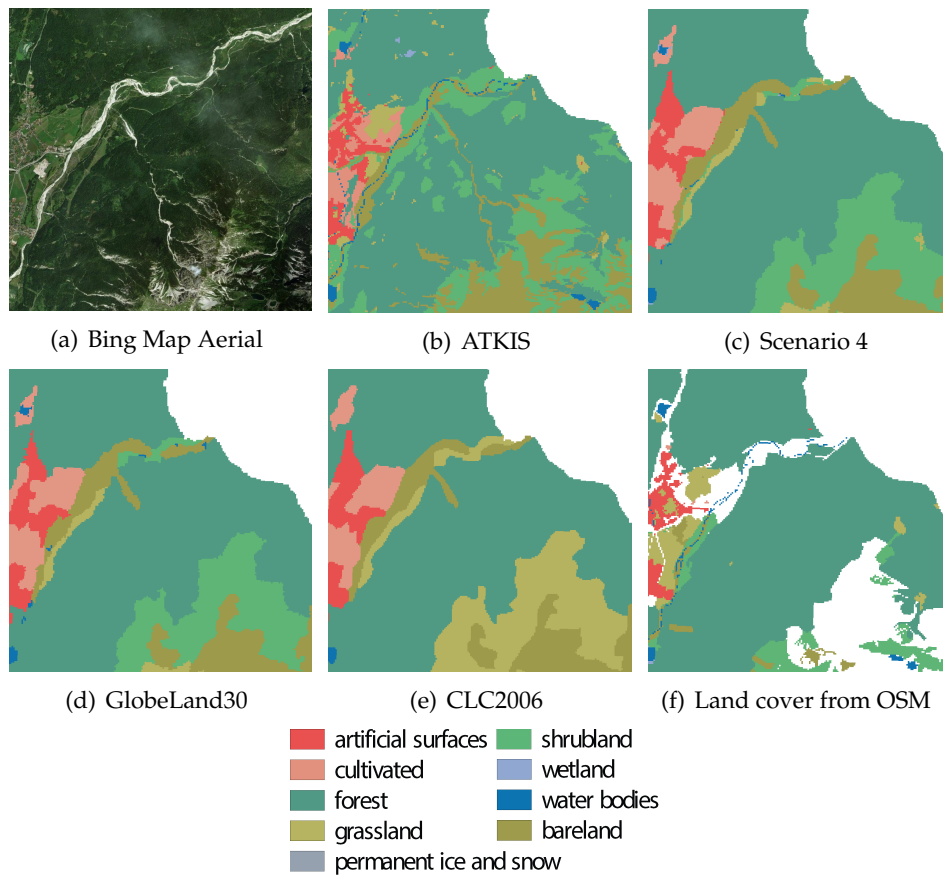 (a) Bing Map Aerial
(b) ATKIS
(c) Scenario 4
(d) GlobeLand30
(e) CLC2006
(f) Land cover from OSM
artificial surfaces
shrubland
cultivated
wetland
forest
water bodies
grassland
bareland
permanent ice and snow